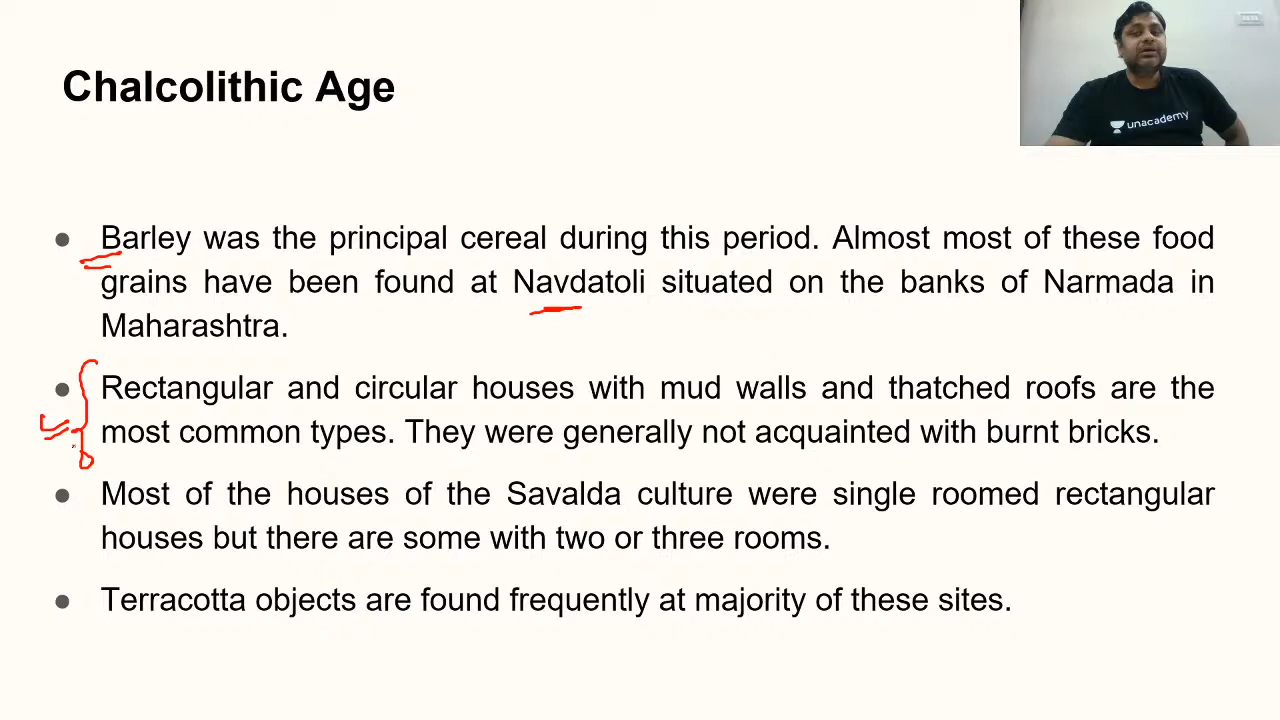 Chalcolithic Age
unacademy
Barley was the principal cereal during this period. Almost most of these food
grains have been found at Navdatoli situated on the banks of Narmada in
Maharashtra.
Rectangular and circular houses with mud walls and thatched roofs are the
most common types. They were generally not acquainted with burnt bricks.
Most of the houses of the Savalda culture were single roomed rectangular
houses but there are some with two or three rooms.
Terracotta objects are found frequently at majority of these sites.